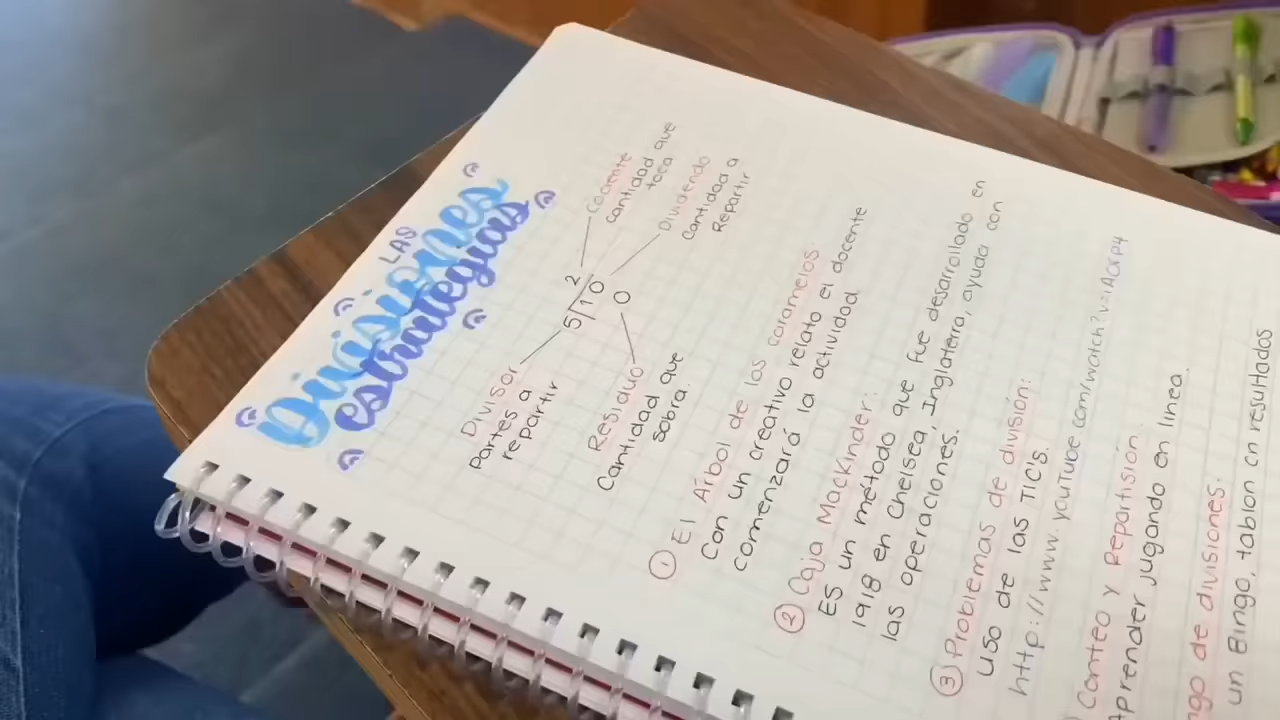 LAS
Divisiones
estrategias
Cociente
cantidad que
toca
Dividendo
Cantidad a
Repartir
2
5 10
0
Divisor
Partes a
repartir
Residuo
Cantidad que
sobra.
① El Árbol de los caramelos.
Con un creativo relato el docente
comenzará la actividad
② Caja Mackinder:
ES un método que fue desarrollado en
1918 en Chelsea, Inglaterra, ayuda con
las operaciones.
③ Problemas de división:
Uso de las TIC'S.
http://www.youTube.com/watch?v=
Conteo y Repartisión.
Aprender jugando en linea.
ngo de divisiones.
un Bingo, tablon cn resultados